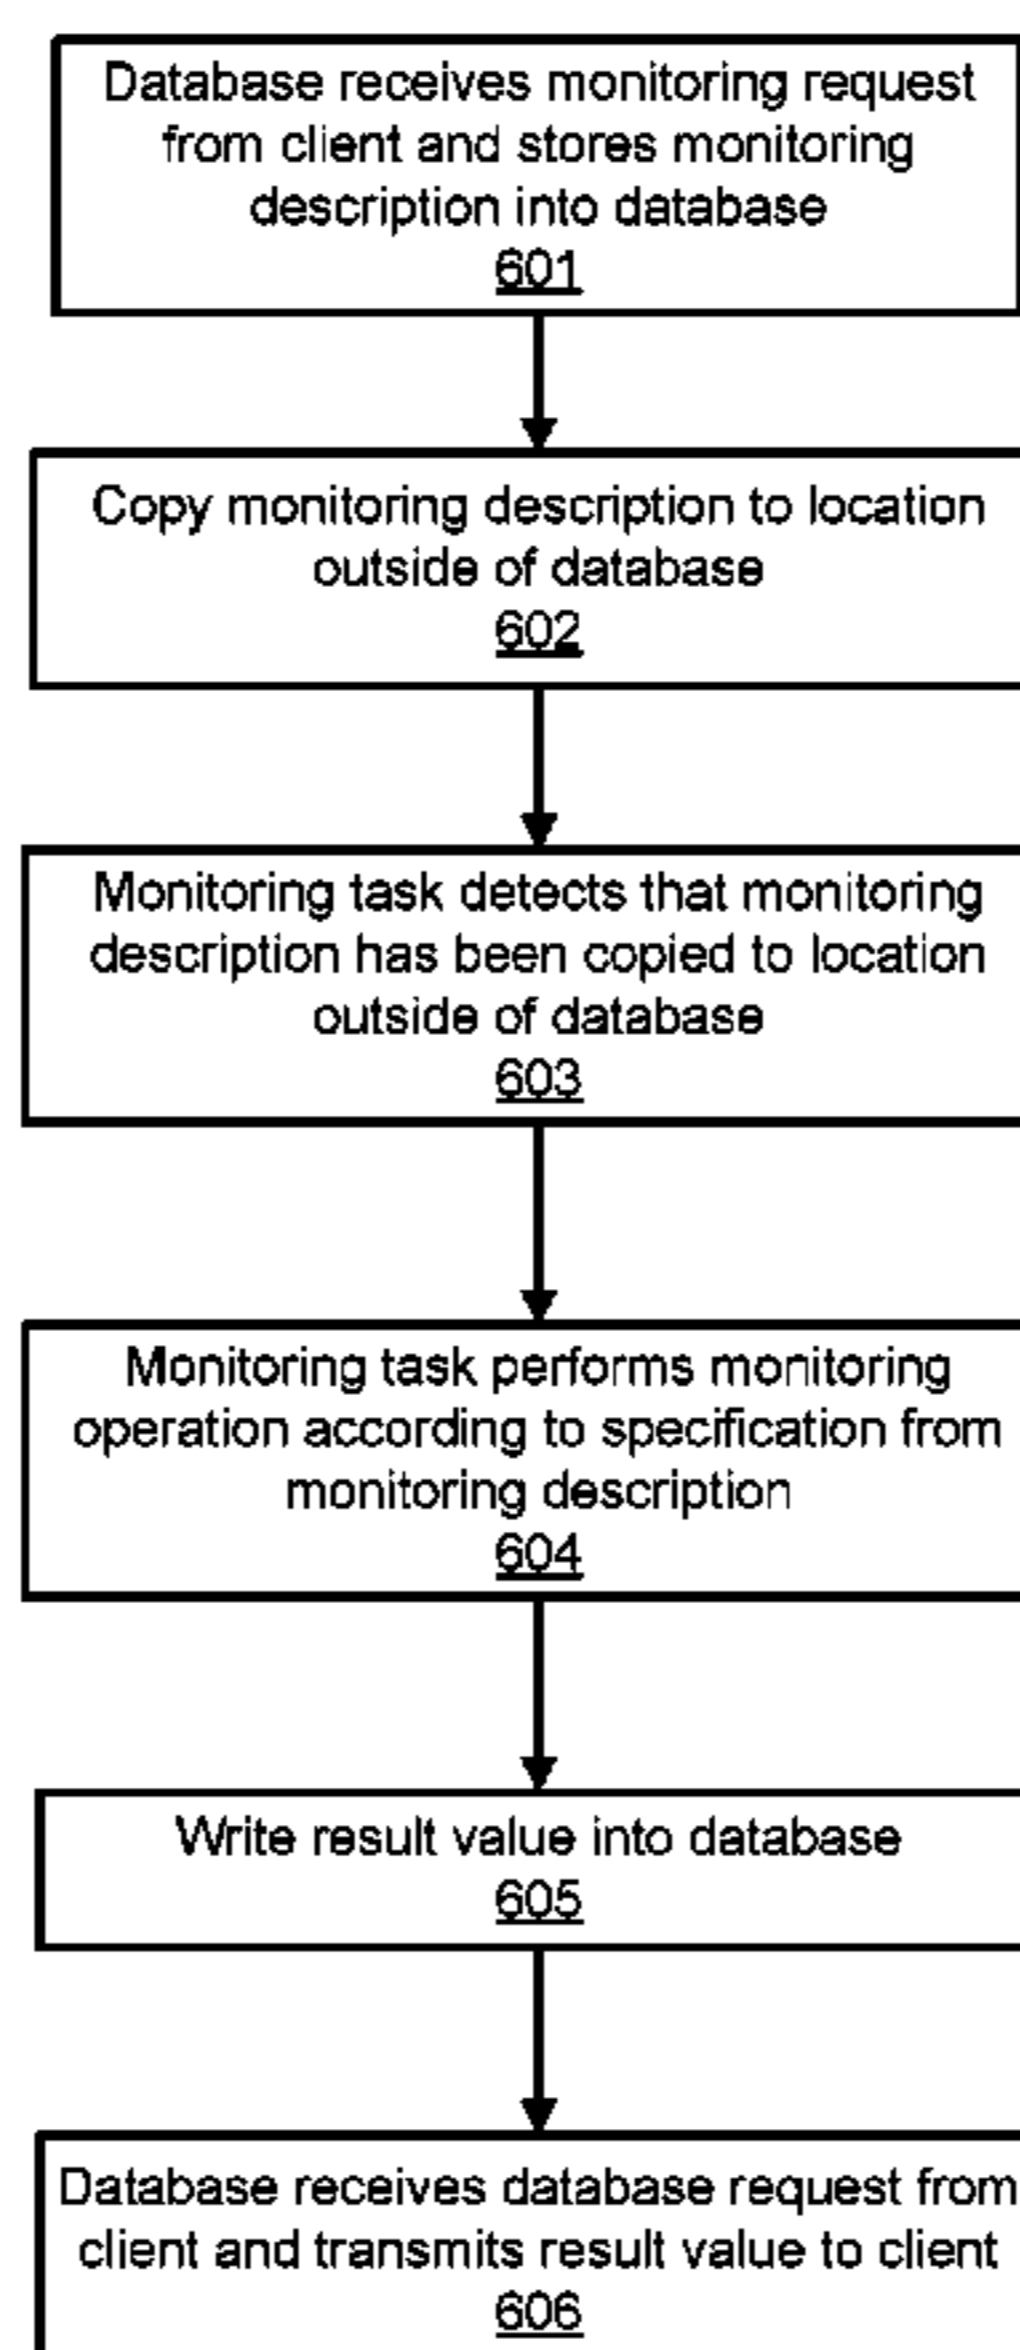 Database receives monitoring request
from client and stores monitoring
description into database
601
Copy monitoring description to location
outside of database
602
Monitoring task detects that monitoring
description has been copied to location
outside of database
603
Monitoring task performs monitoring
operation according to specification from
monitoring description
604
Write result value into database
605
Database receives database request from
client and transmits result value to client
606